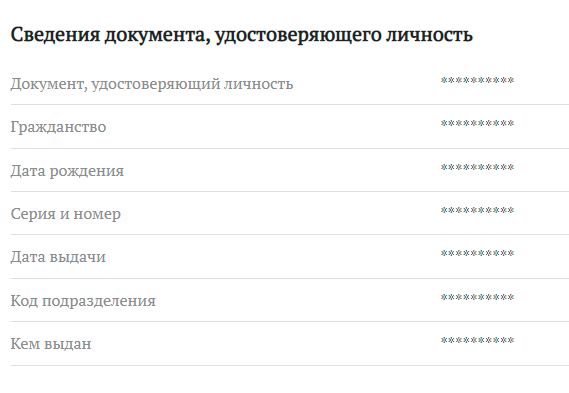 Сведения документа, удостоверяющего личность
Документ, удостоверяющий личность **********
Гражданство **********
Дата рождения **********
Серия и номер **********
Дата выдачи **********
Код подразделения **********
Кем выдан **********